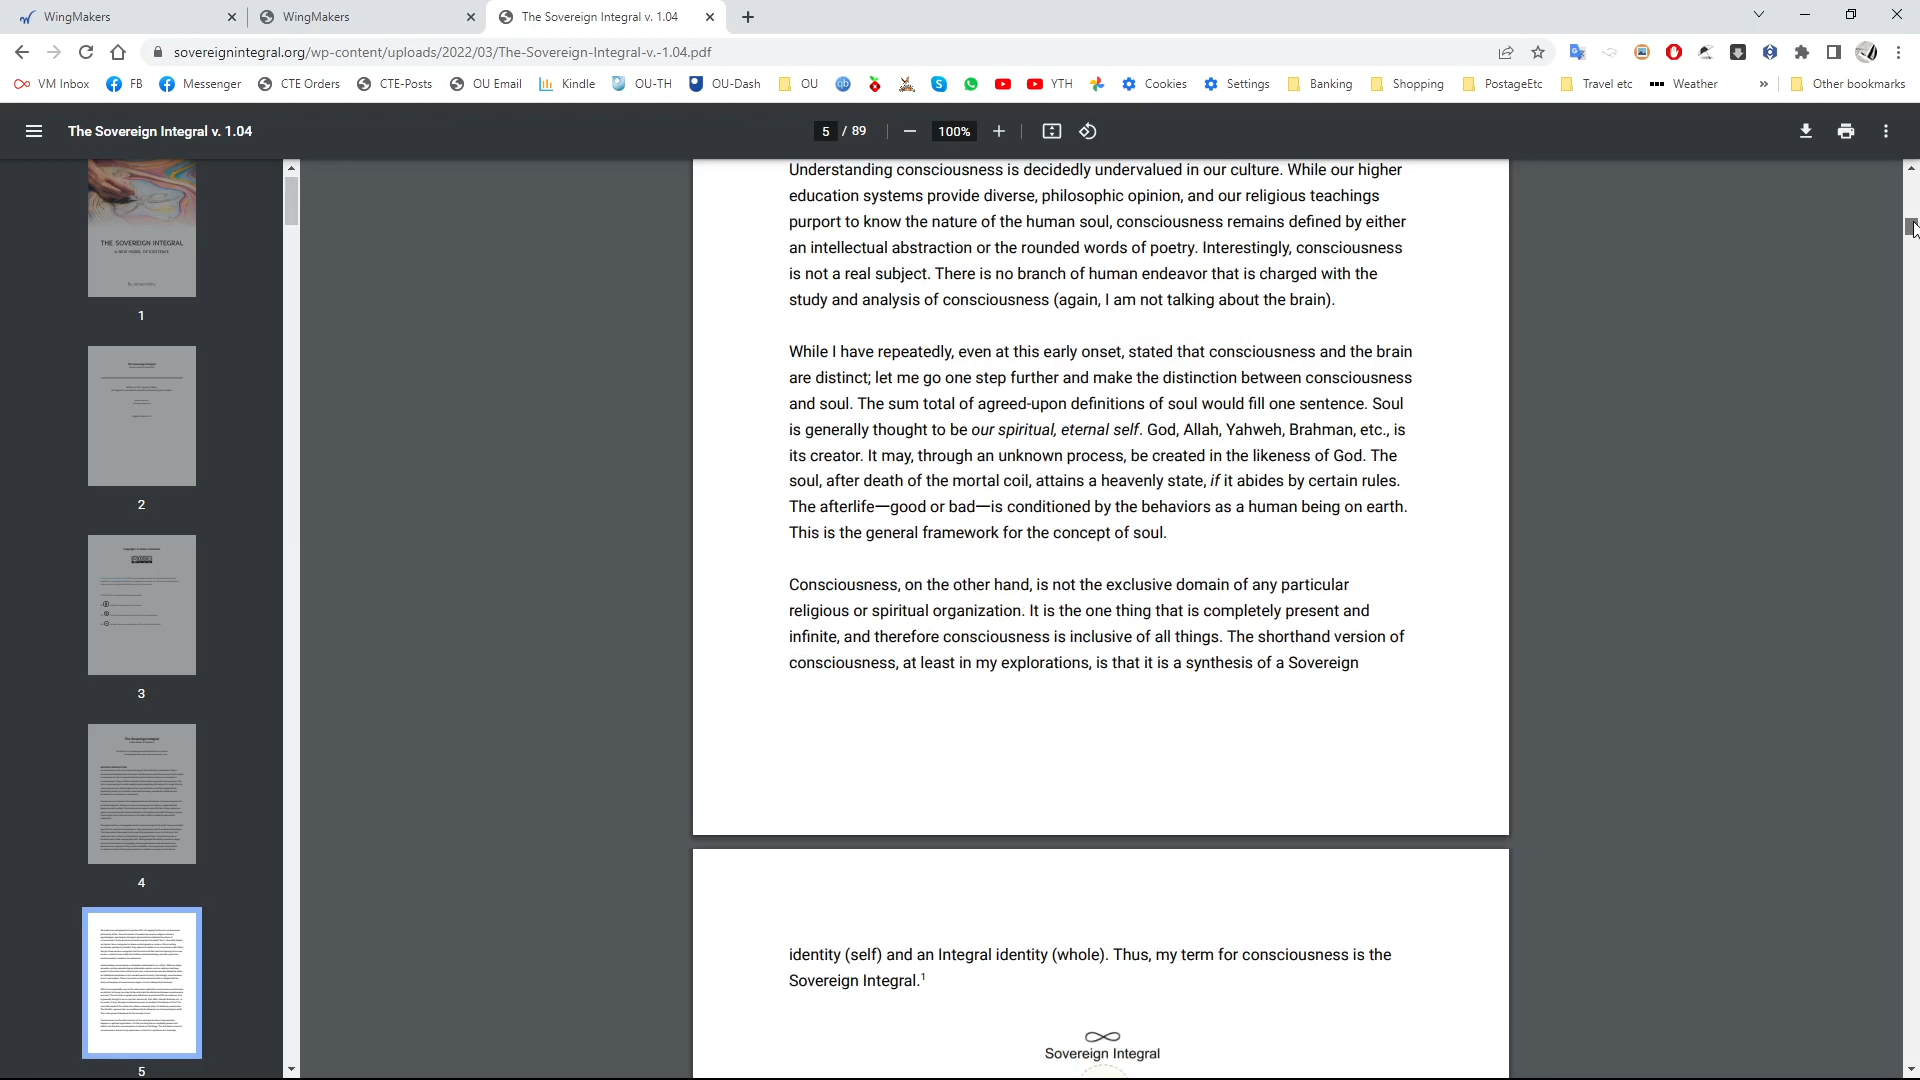 WingMakers
WingMakers
The Sovereign Integral v. 1.04
sovereignintegral.org/wp-content/uploads/2022/03/The-Sovereign-Integral-v.-1.04.pdf
VM Inbox
FB
Messenger
CTE Orders
CTE-Posts
OU Email
Kindle
OU-TH
OU-Dash
OU
YTH
Cookies
Settings
Banking
Shopping
PostageEtc
Travel etc
Weather
»
Other bookmarks
The Sovereign Integral v. 1.04
5 / 89
100%
THE SOVEREIGN INTEGRAL
A NEW MODEL OF EXISTENCE
1
2
3
4
5
Understanding consciousness is decidedly undervalued in our culture. While our higher
education systems provide diverse, philosophic opinion, and our religious teachings
purport to know the nature of the human soul, consciousness remains defined by either
an intellectual abstraction or the rounded words of poetry. Interestingly, consciousness
is not a real subject. There is no branch of human endeavor that is charged with the
study and analysis of consciousness (again, I am not talking about the brain).
While I have repeatedly, even at this early onset, stated that consciousness and the brain
are distinct; let me go one step further and make the distinction between consciousness
and soul. The sum total of agreed-upon definitions of soul would fill one sentence. Soul
is generally thought to be our spiritual, eternal self. God, Allah, Yahweh, Brahman, etc., is
its creator. It may, through an unknown process, be created in the likeness of God. The
soul, after death of the mortal coil, attains a heavenly state, if it abides by certain rules.
The afterlife—good or bad—is conditioned by the behaviors as a human being on earth.
This is the general framework for the concept of soul.
Consciousness, on the other hand, is not the exclusive domain of any particular
religious or spiritual organization. It is the one thing that is completely present and
infinite, and therefore consciousness is inclusive of all things. The shorthand version of
consciousness, at least in my explorations, is that it is a synthesis of a Sovereign
identity (self) and an Integral identity (whole). Thus, my term for consciousness is the
Sovereign Integral.¹
Sovereign Integral